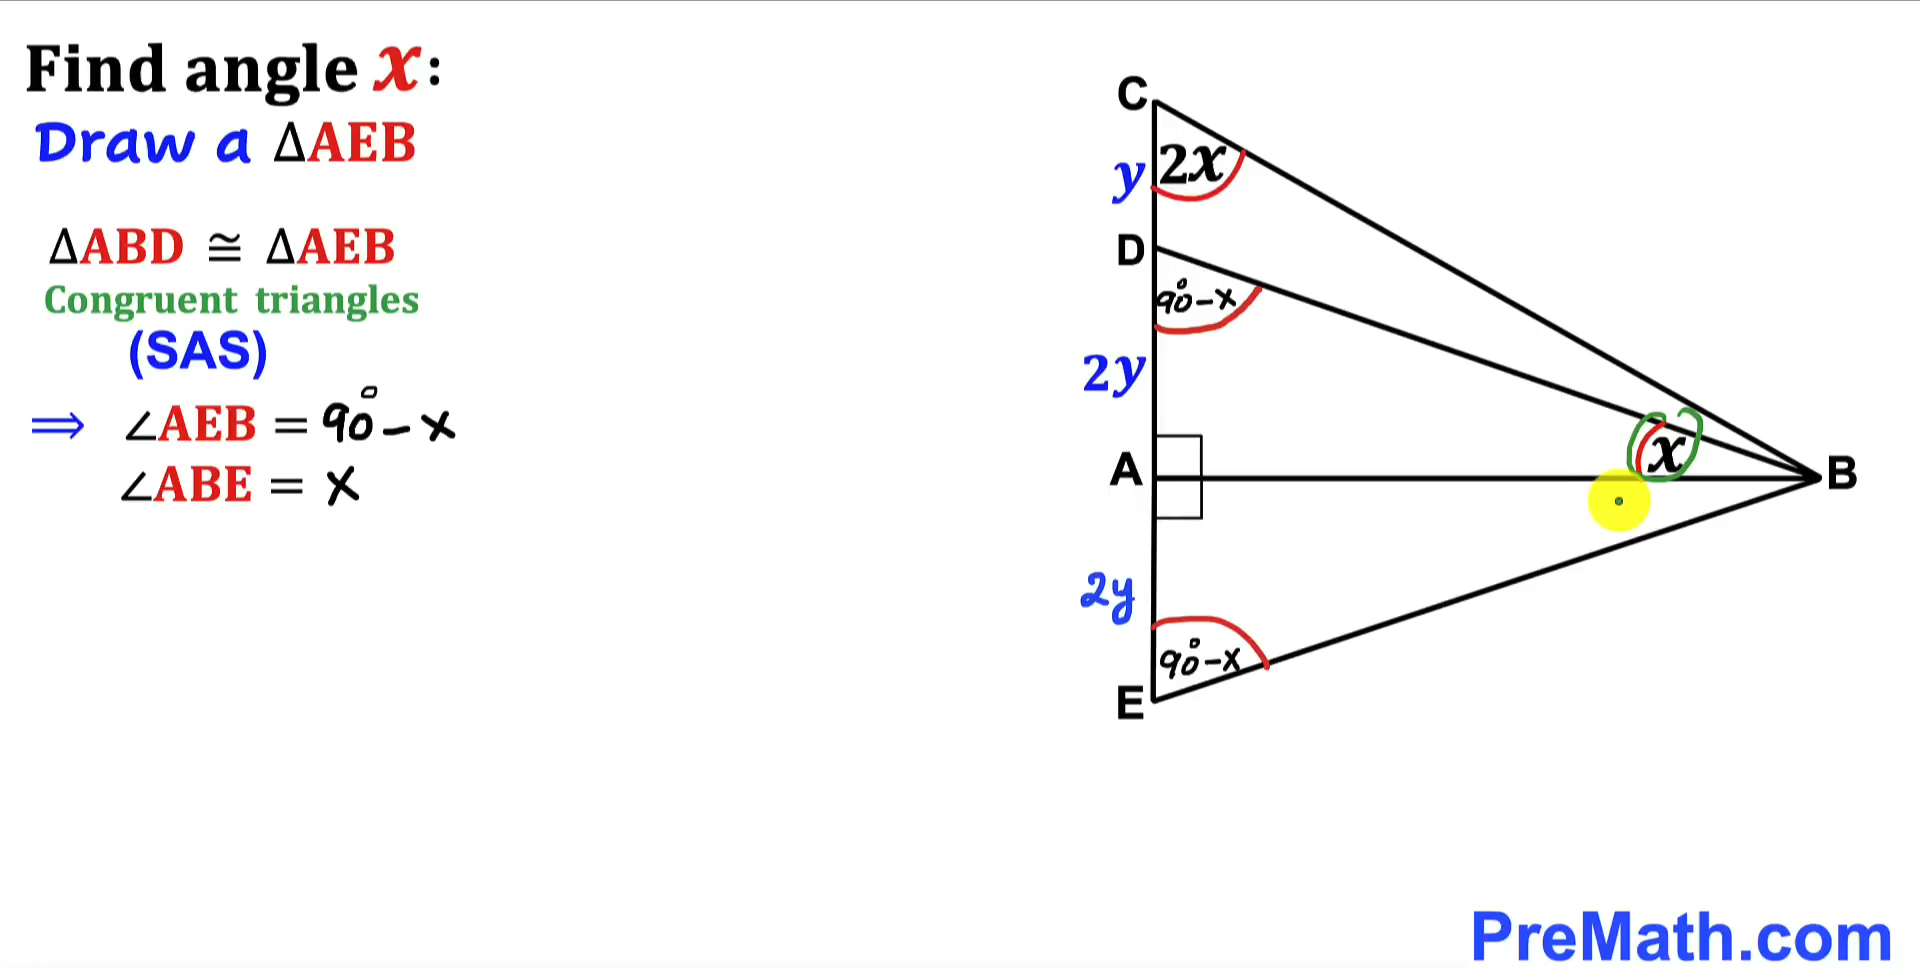 Find angle x:
Draw a ΔAEB
ΔABD ≅ ΔAEB
Congruent triangles
(SAS)
⟹ ∠AEB = 90° - x
∠ABE = x
C
y
2x
D
90° - x
2y
A
x
B
2y
90° - x
E
PreMath.com